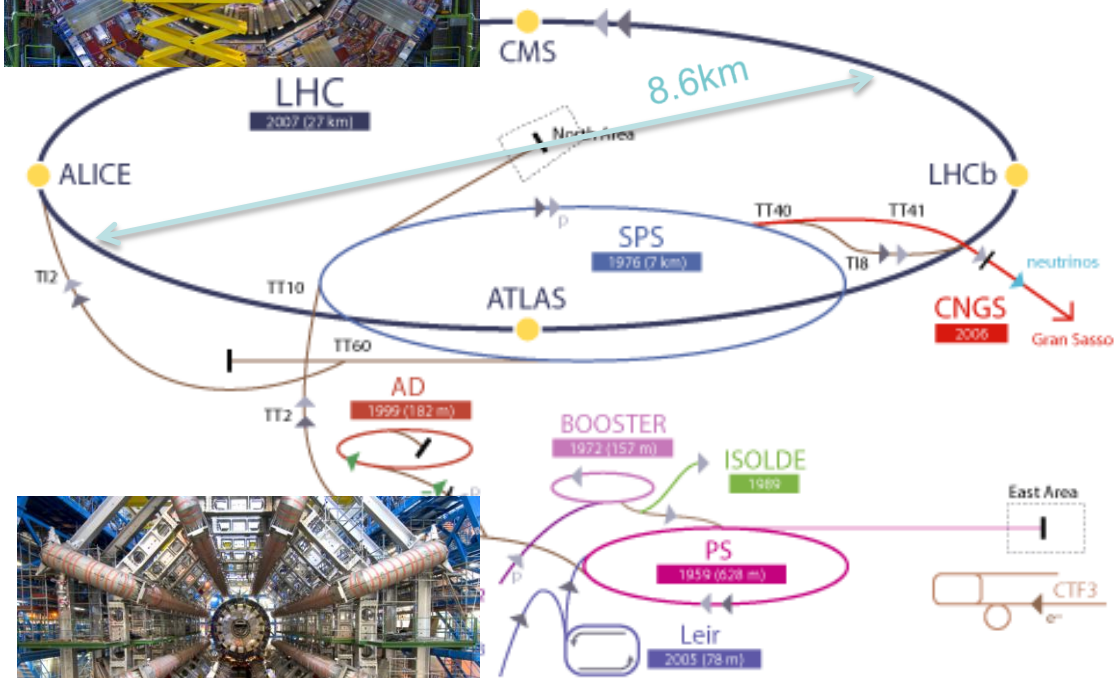 CMS
8.6km
LHC
2007 (27 km)
North Area
ALICE
LHCb
TT40
TT41
P
SPS
1976 (7 km)
TI8
neutrinos
TI2
TT10
ATLAS
CNGS
2006
Gran Sasso
TT60
AD
1999 (182 m)
TT2
BOOSTER
1972 (157 m)
ISOLDE
1989
East Area
PS
1959 (628 m)
P
CTF3
e-
Leir
2005 (78 m)